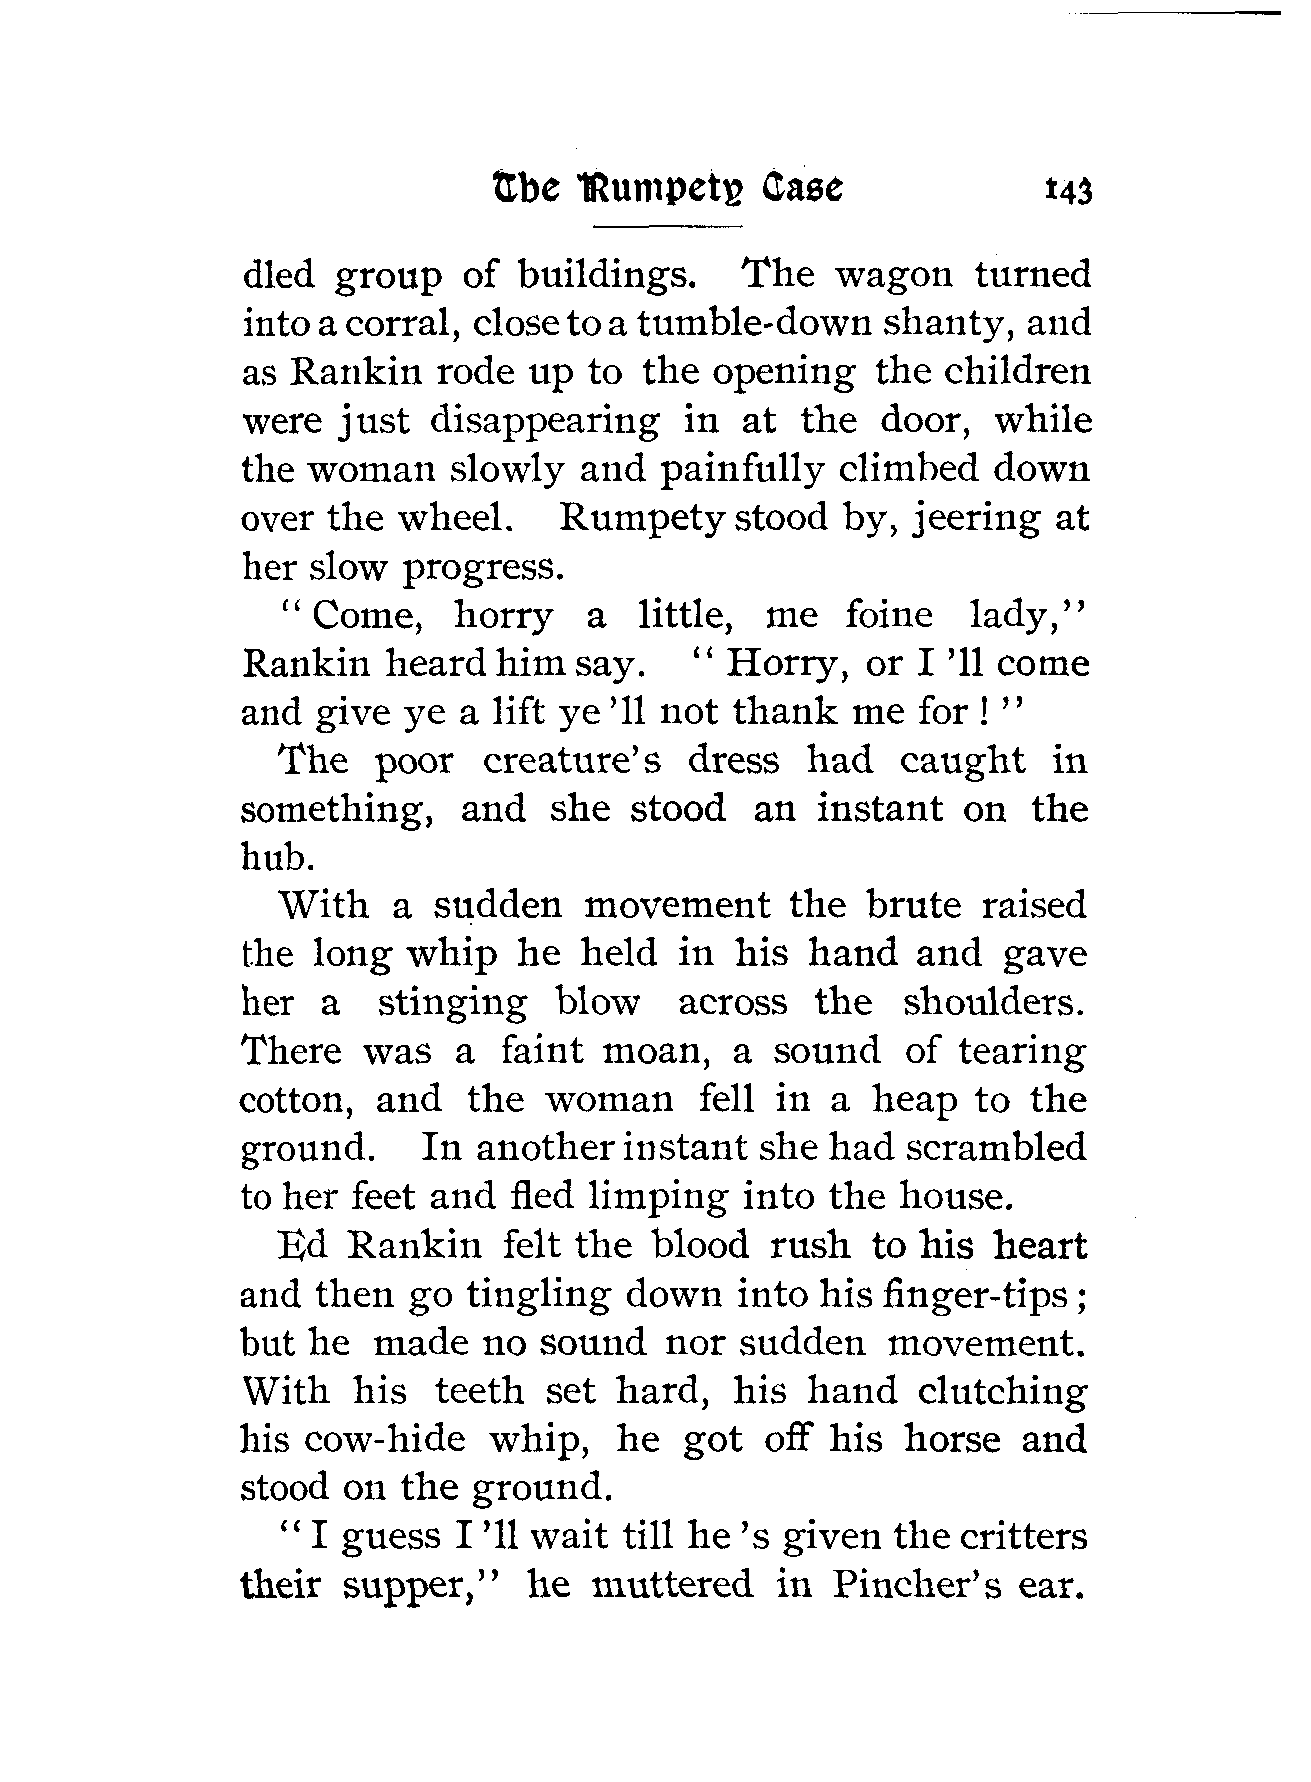 The Rumpety Case 143
dled group of buildings. The wagon turned
into a corral, close to a tumble-down shanty, and
as Rankin rode up to the opening the children
were just disappearing in at the door, while
the woman slowly and painfully climbed down
over the wheel. Rumpety stood by, jeering at
her slow progress.
“ Come, horry a little, me foine lady,”
Rankin heard him say. “ Horry, or I ’ll come
and give ye a lift ye ’ll not thank me for ! ”
The poor creature’s dress had caught in
something, and she stood an instant on the
hub.
With a sudden movement the brute raised
the long whip he held in his hand and gave
her a stinging blow across the shoulders.
There was a faint moan, a sound of tearing
cotton, and the woman fell in a heap to the
ground. In another instant she had scrambled
to her feet and fled limping into the house.
Ed Rankin felt the blood rush to his heart
and then go tingling down into his finger-tips ;
but he made no sound nor sudden movement.
With his teeth set hard, his hand clutching
his cow-hide whip, he got off his horse and
stood on the ground.
“ I guess I ’ll wait till he ’s given the critters
their supper,” he muttered in Pincher’s ear.